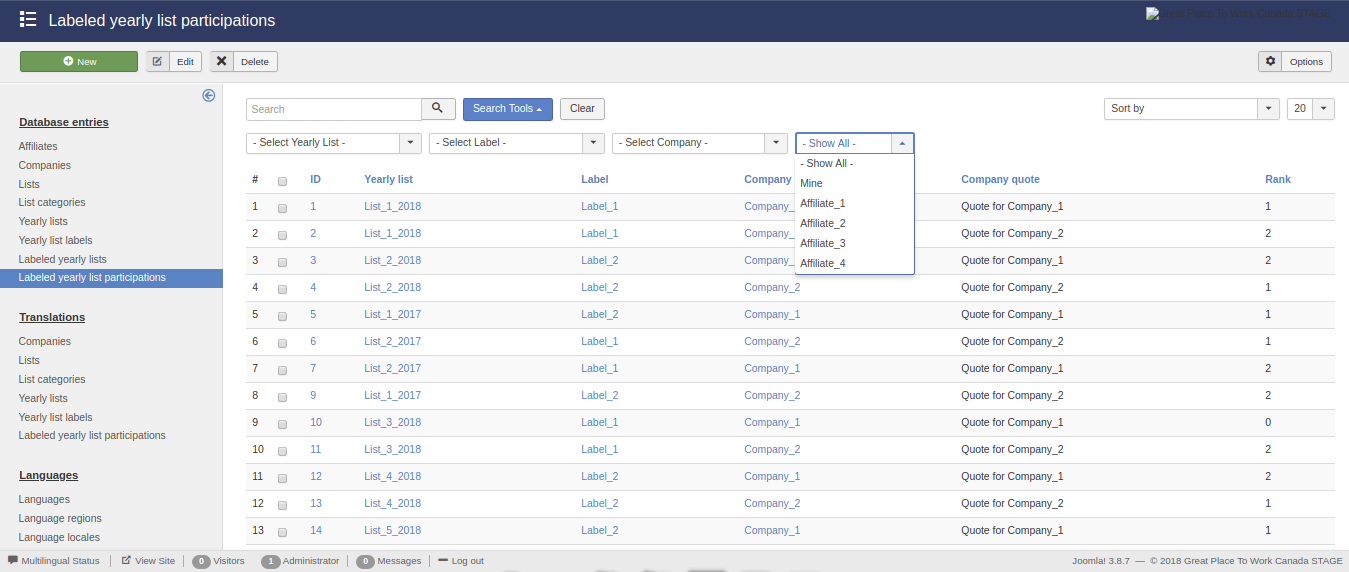 Labeled yearly list participations
Great Place To Work Canada STAGE
New Edit Delete Options
Database entries
Affiliates
Companies
Lists
List categories
Yearly lists
Yearly list labels
Labeled yearly lists
Labeled yearly list participations
Translations
Companies
Lists
List categories
Yearly lists
Yearly list labels
Labeled yearly list participations
Languages
Languages
Language regions
Language locales
Search Search Tools Clear Sort by 20
- Select Yearly List - - Select Label - - Select Company - - Show All -
- Show All -
Mine
Affiliate_1
Affiliate_2
Affiliate_3
Affiliate_4
# ID Yearly list Label Company Company quote Rank
1 1 List_1_2018 Label_1 Company_ Quote for Company_1 1
2 2 List_1_2018 Label_1 Company_ Quote for Company_2 2
3 3 List_2_2018 Label_2 Company_ Quote for Company_1 2
4 4 List_2_2018 Label_2 Company_2 Quote for Company_2 1
5 5 List_1_2017 Label_2 Company_1 Quote for Company_1 1
6 6 List_2_2017 Label_1 Company_2 Quote for Company_2 1
7 7 List_2_2017 Label_1 Company_1 Quote for Company_1 2
8 9 List_1_2017 Label_2 Company_2 Quote for Company_2 2
9 10 List_3_2018 Label_1 Company_1 Quote for Company_1 0
10 11 List_3_2018 Label_1 Company_2 Quote for Company_2 2
11 12 List_4_2018 Label_2 Company_1 Quote for Company_1 2
12 13 List_4_2018 Label_2 Company_2 Quote for Company_2 1
13 14 List_5_2018 Label_2 Company_1 Quote for Company_1 1
Multilingual Status View Site 0 Visitors 1 Administrator 0 Messages Log out Joomla! 3.8.7 — © 2018 Great Place To Work Canada STAGE